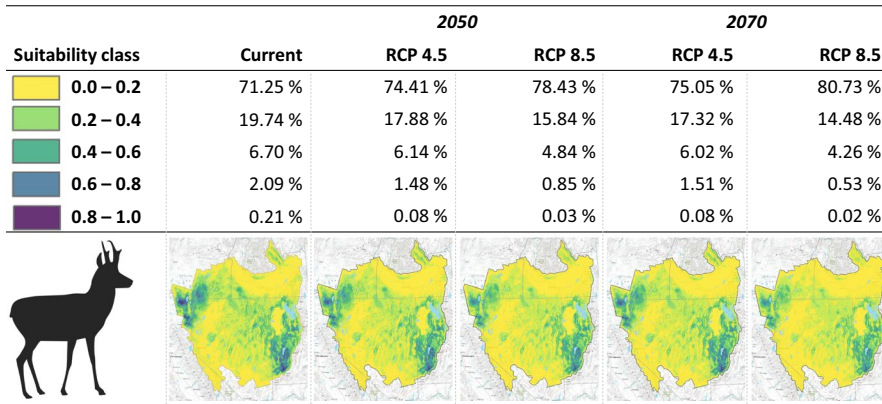 2050 2070
Suitability class Current RCP 4.5 RCP 8.5 RCP 4.5 RCP 8.5
0.0 – 0.2 71.25 % 74.41 % 78.43 % 75.05 % 80.73 %
0.2 – 0.4 19.74 % 17.88 % 15.84 % 17.32 % 14.48 %
0.4 – 0.6 6.70 % 6.14 % 4.84 % 6.02 % 4.26 %
0.6 – 0.8 2.09 % 1.48 % 0.85 % 1.51 % 0.53 %
0.8 – 1.0 0.21 % 0.08 % 0.03 % 0.08 % 0.02 %